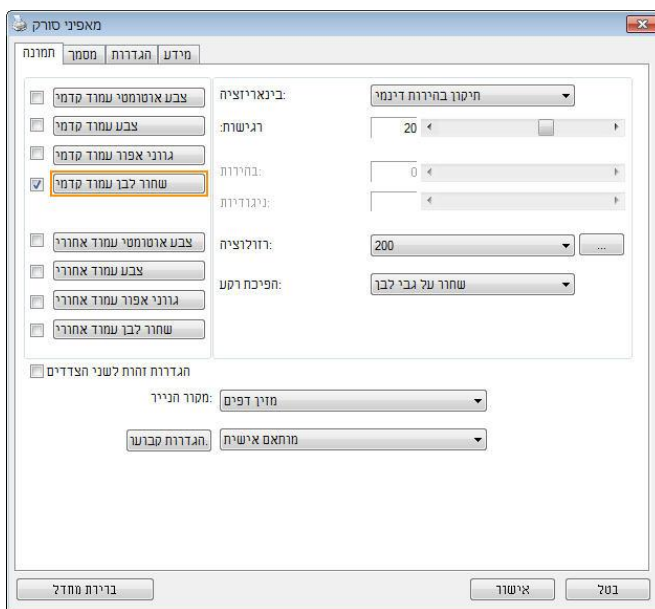 מאפיני סורק
תמונה מסמך הגדרות מידע
צבע אוטומטי עמוד קדמי
צבע עמוד קדמי
גווני אפור עמוד קדמי
שחור לבן עמוד קדמי
צבע אוטומטי עמוד אחורי
צבע עמוד אחורי
גווני אפור עמוד אחורי
שחור לבן עמוד אחורי
בינאריזציה: תיקון בהירות דינמי
רגישות: 20
בהירות: 0
ניגודיות:
רזולוציה: 200 ...
הפיכת רקע: שחור על גבי לבן
הגדרות זהות לשני הצדדים
מקור הנייר: מזין דפים
הגדרות קבוער. מותאם אישית
ברירת מחדל אישור בטל